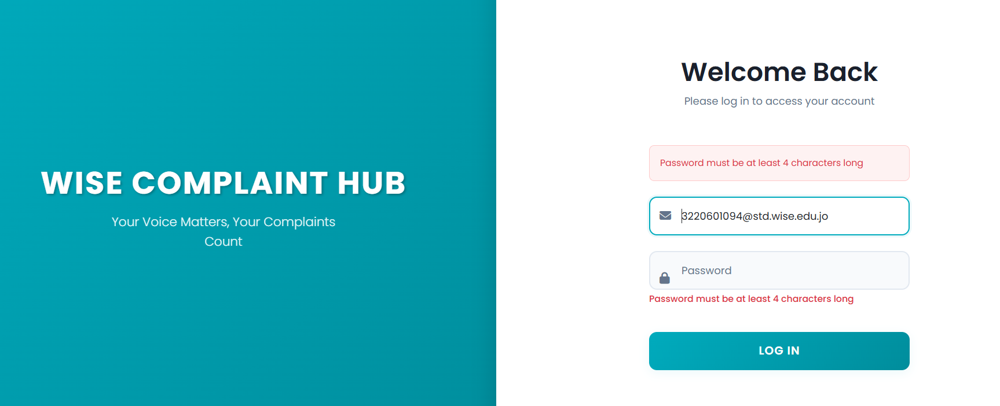 WISE COMPLAINT HUB
Your Voice Matters, Your Complaints
Count
Welcome Back
Please log in to access your account
Password must be at least 4 characters long
3220601094@std.wise.edu.jo
Password
Password must be at least 4 characters long
LOG IN